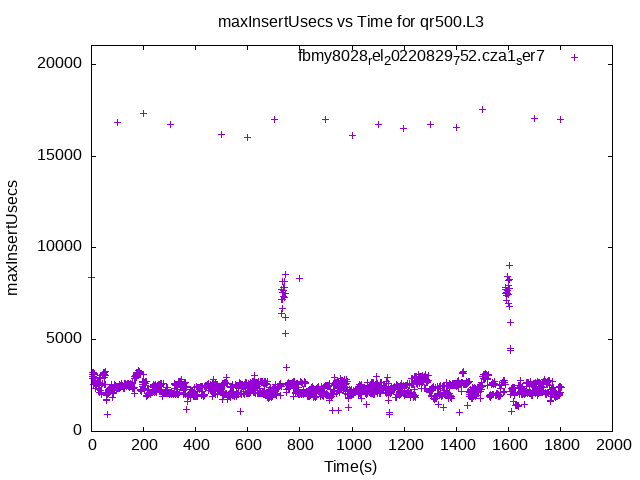 maxInsertUsecs vs Time for qr500.L3
fbmy8028rel20220829752.cza1ser7
20000
15000
10000
5000
0
maxInsertUsecs
0 200 400 600 800 1000 1200 1400 1600 1800 2000
Time(s)